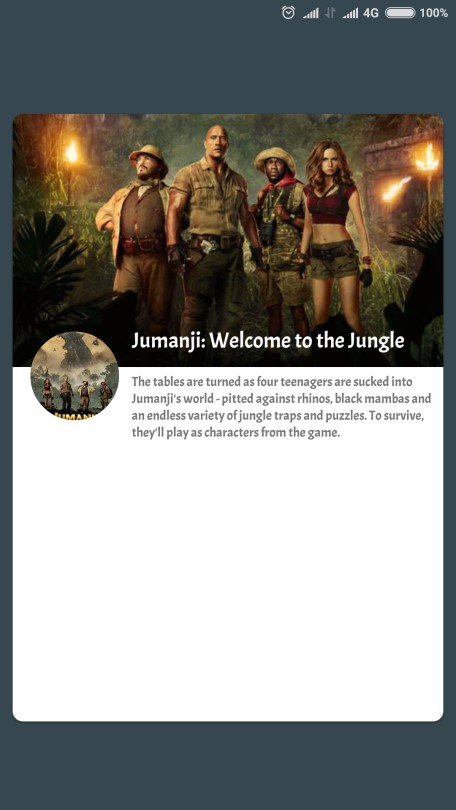 4G 100%
Jumanji: Welcome to the Jungle
The tables are turned as four teenagers are sucked into
Jumanji's world - pitted against rhinos, black mambas and
an endless variety of jungle traps and puzzles. To survive,
they'll play as characters from the game.
JUMANJI